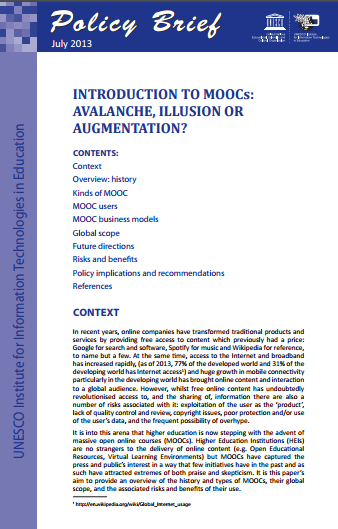 Policy Brief
July 2013
UNESCO Institute for Information Technologies in Education
INTRODUCTION TO MOOCs:
AVALANCHE, ILLUSION OR
AUGMENTATION?
CONTENTS:
Context
Overview: history
Kinds of MOOC
MOOC users
MOOC business models
Global scope
Future directions
Risks and benefits
Policy implications and recommendations
References
CONTEXT
In recent years, online companies have transformed traditional products and
services by providing free access to content which previously had a price:
Google for search and software, Spotify for music and Wikipedia for reference,
to name but a few. At the same time, access to the Internet and broadband
has increased rapidly, (as of 2013, 77% of the developed world and 31% of the
developing world has Internet access¹) and huge growth in mobile connectivity
particularly in the developing world has brought online content and interaction
to a global audience. However, whilst free online content has undoubtedly
revolutionised access to, and the sharing of, information there are also a
number of risks associated with it: exploitation of the user as the ‘product’,
lack of quality control and review, copyright issues, poor protection and/or use
of the user's data, and the frequent possibility of overhype.
It is into this arena that higher education is now stepping with the advent of
massive open online courses (MOOCs). Higher Education Institutions (HEIs)
are no strangers to the delivery of online content (e.g. Open Educational
Resources, Virtual Learning Environments) but MOOCs have captured the
press and public's interest in a way that few initiatives have in the past and as
such have attracted extremes of both praise and skepticism. It is this paper's
aim to provide an overview of the history and types of MOOCs, their global
scope, and the associated risks and benefits of their use.
¹ http://en.wikipedia.org/wiki/Global_Internet_usage